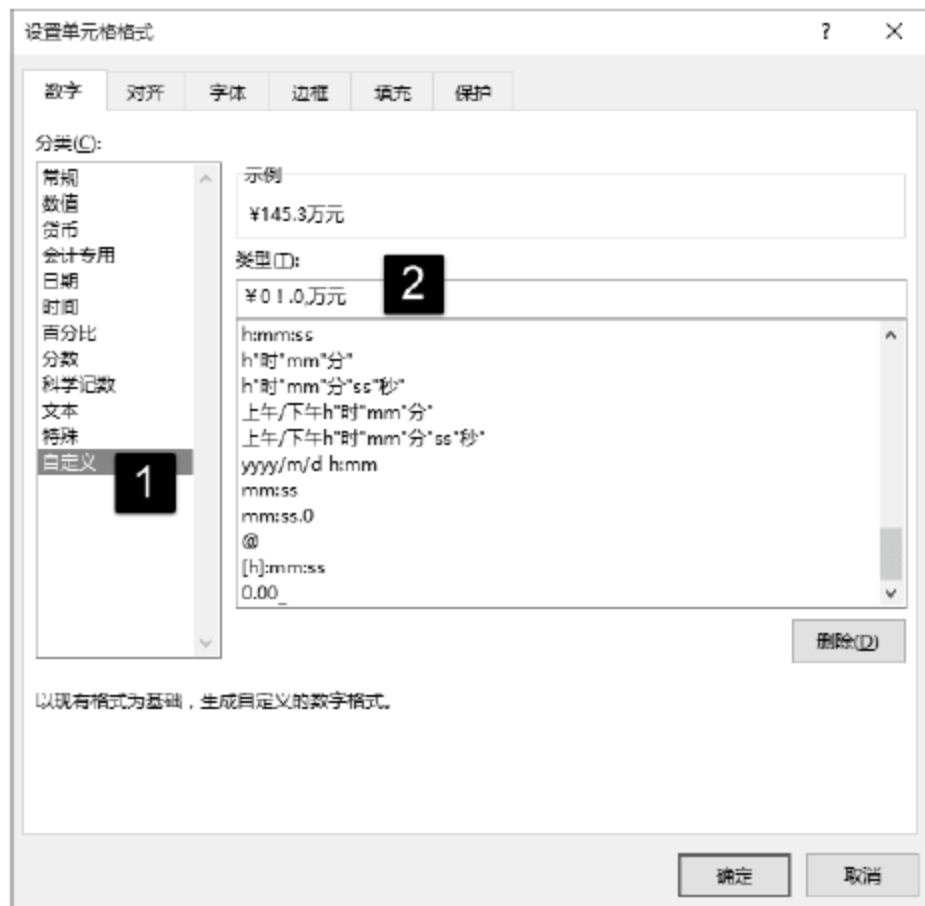 设置单元格格式 ? ×
数字 对齐 字体 边框 填充 保护
分类(C):
常规
数值
货币
会计专用
日期
时间
百分比
分数
科学记数
文本
特殊
自定义
1
示例
¥145.3万元
类型(T):
¥0!.0,万元
2
h:mm:ss
h"时"mm"分"
h"时"mm"分"ss"秒"
上午/下午h"时"mm"分"
上午/下午h"时"mm"分"ss"秒"
yyyy/m/d h:mm
mm:ss
mm:ss.0
@
[h]:mm:ss
0.00_
删除(D)
以现有格式为基础，生成自定义的数字格式。
确定 取消